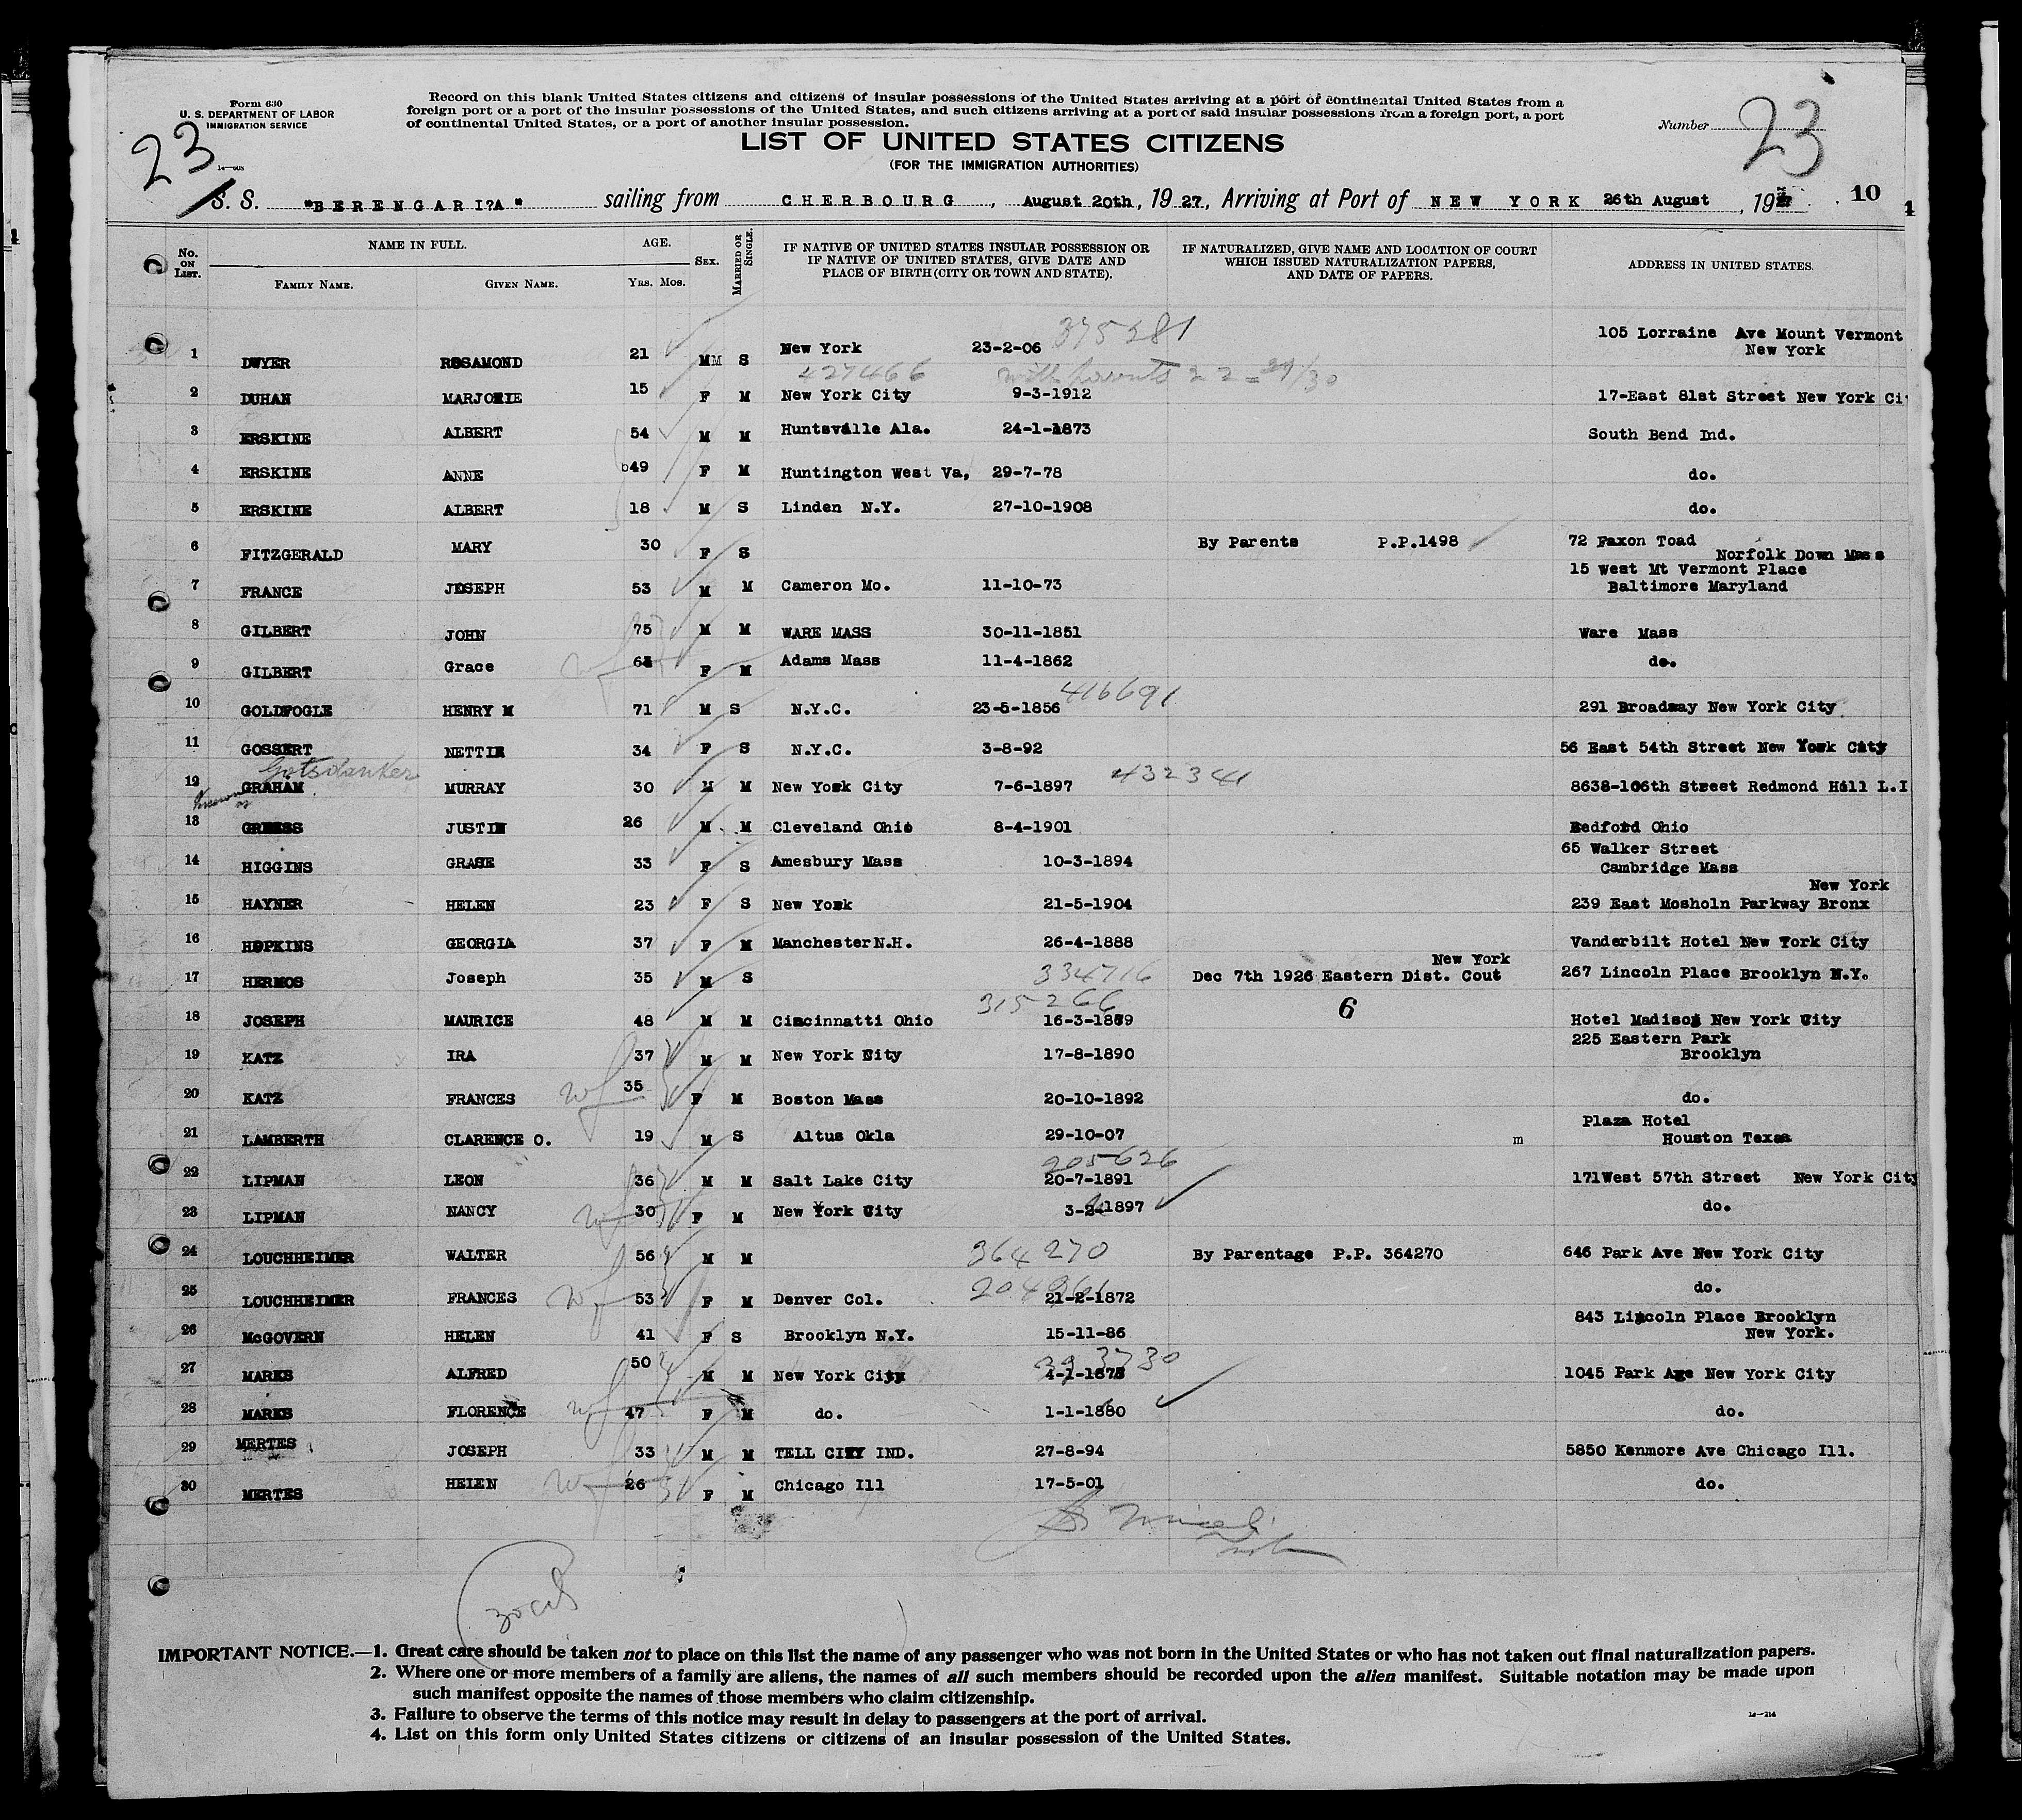 Form 630
U. S. DEPARTMENT OF LABOR
IMMIGRATION SERVICE
Record on this blank United States citizens and citizens of insular possessions of the United States arriving at a port of continental United States from a
foreign port or a port of the insular possessions of the United States, and such citizens arriving at a port of said insular possessions from a foreign port, a port
of continental United States, or a port of another insular possession.
Number 23
23
LIST OF UNITED STATES CITIZENS
(FOR THE IMMIGRATION AUTHORITIES)
S. S. "BERENGARI?A" sailing from CHERBOURG, August 20th, 1927, Arriving at Port of NEW YORK 26th August, 19 10
No. ON LIST. NAME IN FULL. AGE. SEX. MARRIED OR SINGLE. IF NATIVE OF UNITED STATES INSULAR POSSESSION OR IF NATIVE OF UNITED STATES, GIVE DATE AND PLACE OF BIRTH (CITY OR TOWN AND STATE). IF NATURALIZED, GIVE NAME AND LOCATION OF COURT WHICH ISSUED NATURALIZATION PAPERS, AND DATE OF PAPERS. ADDRESS IN UNITED STATES.
FAMILY NAME. GIVEN NAME. YRS. MOS.
375281
1 DWYER ROSAMOND 21 MM S New York 23-2-06 105 Lorraine Ave Mount Vermont New York
427466 with parents
2 DUHAN MARJORIE 15 F M New York City 9-3-1912 17-East 81st Street New York Ci
3 ERSKINE ALBERT 54 M M Huntsville Ala. 24-1-1873 South Bend Ind.
4 ERSKINE ANNE 49 F M Huntington West Va, 29-7-78 do.
5 ERSKINE ALBERT 18 M S Linden N.Y. 27-10-1908 do.
6 FITZGERALD MARY 30 F S By Parents P.P.1498 72 Faxon Toad Norfolk Down Mass
7 FRANCE JOSEPH 53 M M Cameron Mo. 11-10-73 15 West Mt Vermont Place Baltimore Maryland
8 GILBERT JOHN 75 M M WARE MASS 30-11-1851 Ware Mass
9 GILBERT Grace F M Adams Mass 11-4-1862 do.
416691
10 GOLDFOGLE HENRY M 71 M S N.Y.C. 23-5-1856 291 Broadway New York City
11 GOSSERT NETTIE 34 F S N.Y.C. 3-8-92 56 East 54th Street New York City
Gotsdanker 432341
12 GRAHAM MURRAY 30 M M New York City 7-6-1897 8638-106th Street Redmond Hill L.I
13 JUSTIN 26 M M Cleveland Ohio 8-4-1901 Bedford Ohio
14 HIGGINS GRASE 33 F S Amesbury Mass 10-3-1894 65 Walker Street Cambridge Mass
15 HAYNER HELEN 23 F S New York 21-5-1904 239 East Mosholn Parkway Bronx New York
16 HOPKINS GEORGIA 37 F M Manchester N.H. 26-4-1888 Vanderbilt Hotel New York City
17 HERMOS Joseph 35 M S 334716 Dec 7th 1926 Eastern Dist. Cout New York 267 Lincoln Place Brooklyn N.Y.
315266 6
18 JOSEPH MAURICE 48 M M Cincinnatti Ohio 16-3-1879 Hotel Madison New York City
19 KATZ IRA 37 M M New York City 17-8-1890 225 Eastern Park Brooklyn
20 KATZ FRANCES 35 F M Boston Mass 20-10-1892 do.
21 LAMBERTH CLARENCE O. 19 M S Altus Okla 29-10-07 m Plaza Hotel Houston Texas
205626
22 LIPMAN LEON 36 M M Salt Lake City 20-7-1891 171West 57th Street New York City
23 LIPMAN NANCY wf 30 F M New York City 3-2-1897 do.
24 LOUCHHEIMER WALTER 56 M M 364270 By Parentage P.P. 364270 646 Park Ave New York City
25 LOUCHHEIMER FRANCES wf 53 F M Denver Col. 21-2-1872 do.
26 McGOVERN HELEN 41 F S Brooklyn N.Y. 15-11-86 843 Lincoln Place Brooklyn New York.
27 MARKS ALFRED 50 M M New York City 1045 Park Ave New York City
28 MARKS FLORENCE wf 47 F M do. 1-1-1880 do.
29 MERTES JOSEPH 33 M M TELL CITY IND. 27-8-94 5850 Kenmore Ave Chicago Ill.
30 MERTES HELEN wf 26 F M Chicago Ill 17-5-01 do.
IMPORTANT NOTICE.—1. Great care should be taken not to place on this list the name of any passenger who was not born in the United States or who has not taken out final naturalization papers.
2. Where one or more members of a family are aliens, the names of all such members should be recorded upon the alien manifest. Suitable notation may be made upon
such manifest opposite the names of those members who claim citizenship.
3. Failure to observe the terms of this notice may result in delay to passengers at the port of arrival.
4. List on this form only United States citizens or citizens of an insular possession of the United States.
14—214